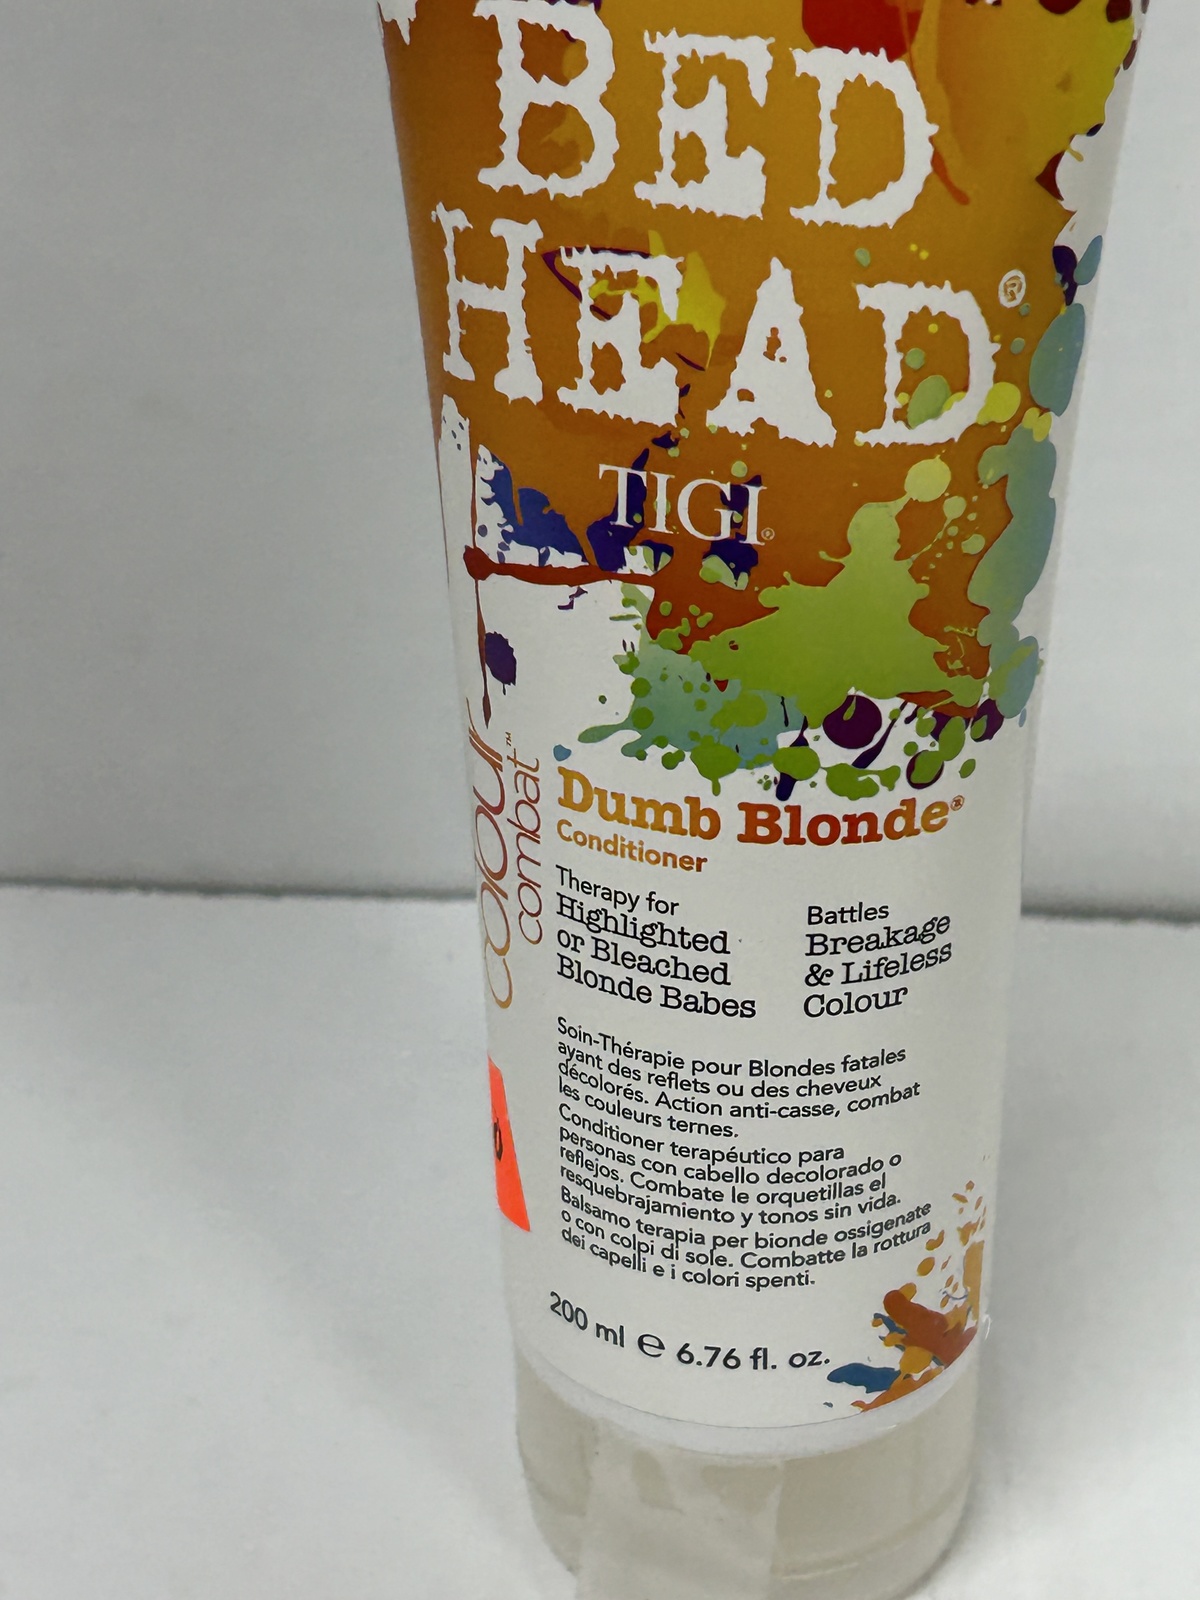 BED
HEAD®
TIGI®
colour
combat™
Dumb Blonde®
Conditioner
Therapy for
Highlighted
or Bleached
Blonde Babes
Battles
Breakage
& Lifeless
Colour
Soin-Thérapie pour Blondes fatales
ayant des reflets ou des cheveux
décolorés. Action anti-casse, combat
les couleurs ternes.
Conditioner terapéutico para
personas con cabello decolorado o
reflejos. Combate le orquetillas el
resquebrajamiento y tonos sin vida.
Balsamo terapia per bionde ossigenate
o con colpi di sole. Combatte la rottura
dei capelli e i colori spenti.
200 ml ℮ 6.76 fl. oz.